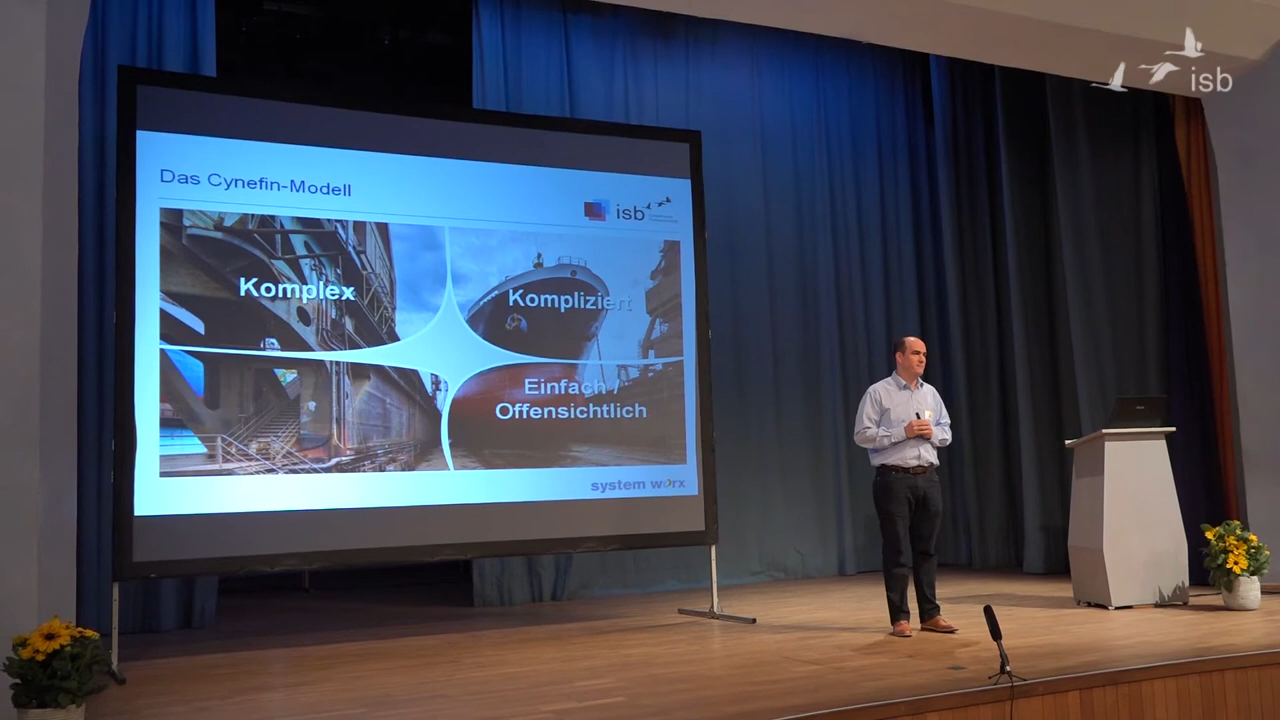 isb
Das Cynefin-Modell
isb
Komplex
Kompliziert
Einfach /
Offensichtlich
system worx